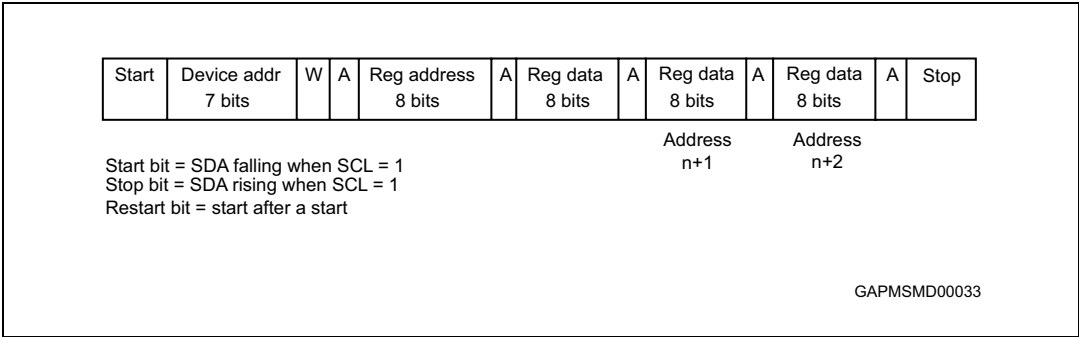 Start Device addr W A Reg address A Reg data A Reg data A Reg data A Stop
7 bits 8 bits 8 bits 8 bits 8 bits
Address Address
n+1 n+2
Start bit = SDA falling when SCL = 1
Stop bit = SDA rising when SCL = 1
Restart bit = start after a start
GAPMSMD00033